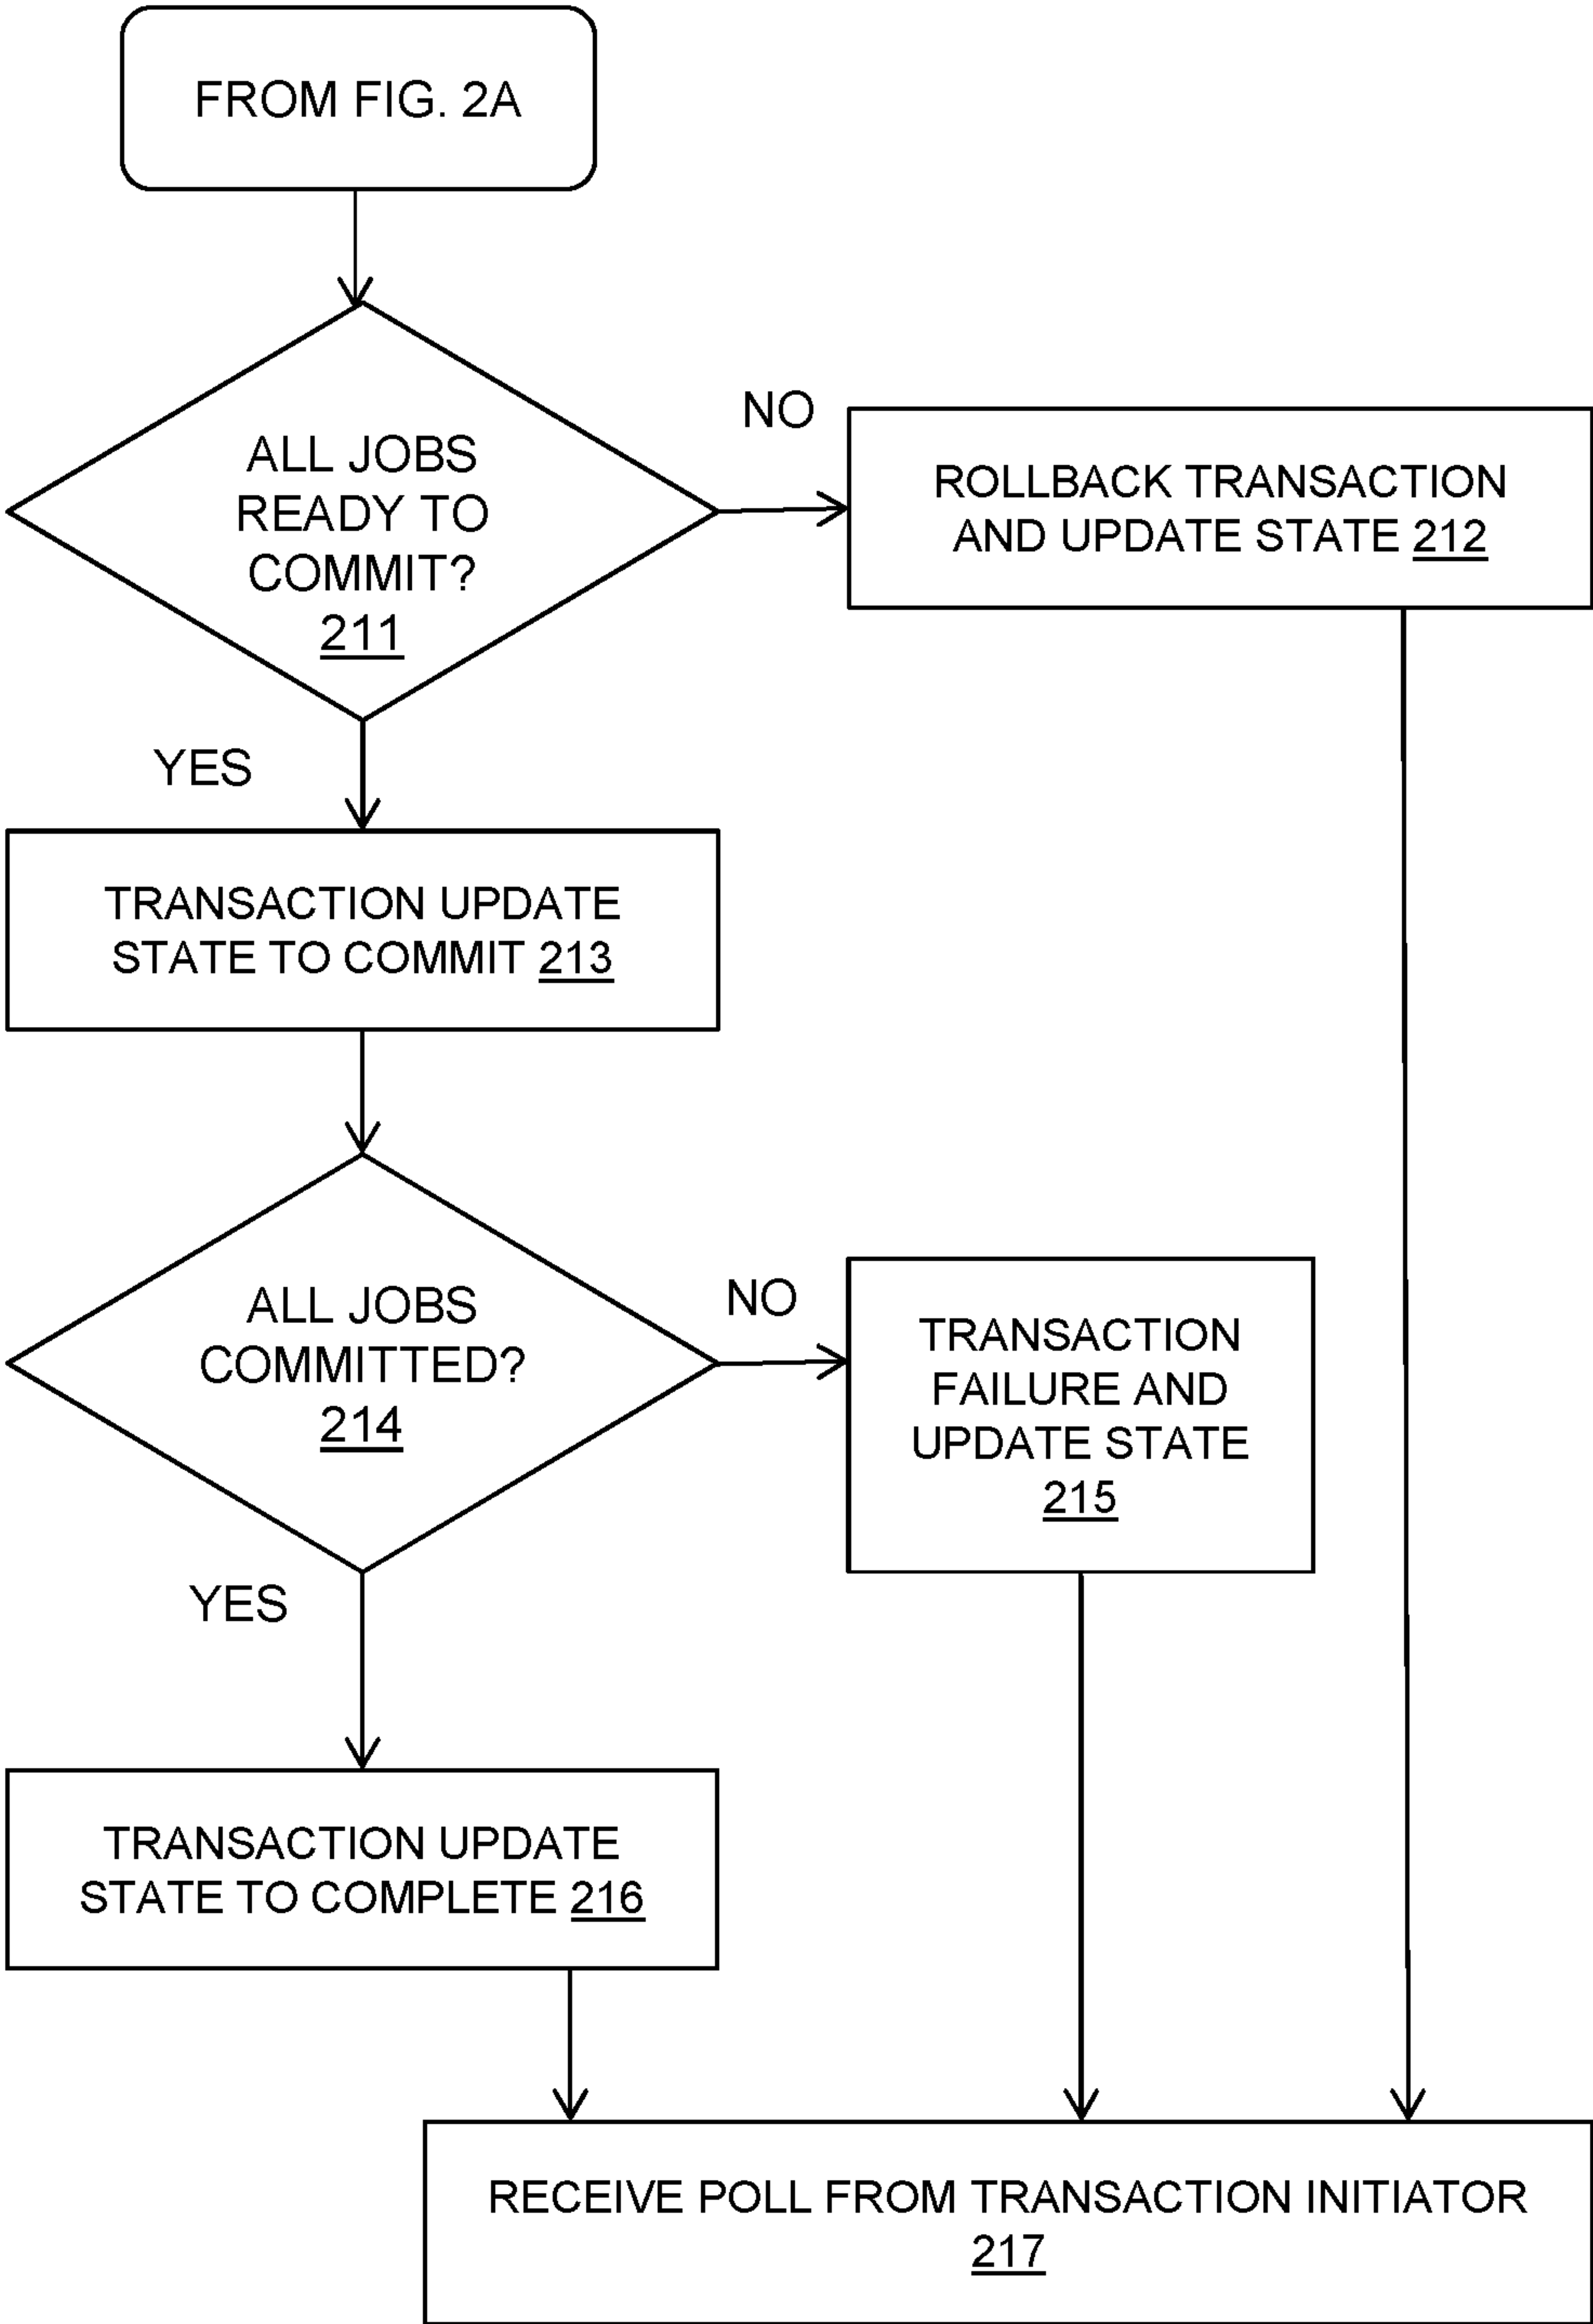 FROM FIG. 2A
ALL JOBS
READY TO
COMMIT?
211
NO
ROLLBACK TRANSACTION
AND UPDATE STATE 212
YES
TRANSACTION UPDATE
STATE TO COMMIT 213
ALL JOBS
COMMITTED?
214
NO
TRANSACTION
FAILURE AND
UPDATE STATE
215
YES
TRANSACTION UPDATE
STATE TO COMPLETE 216
RECEIVE POLL FROM TRANSACTION INITIATOR
217